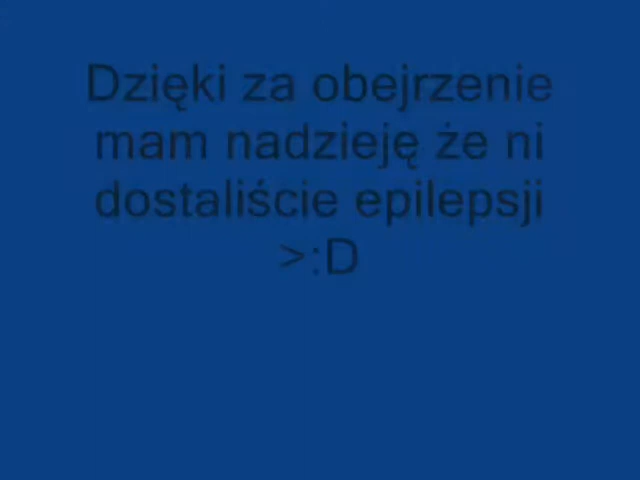 Dzięki za obejrzenie
mam nadzieję że ni
dostaliście epilepsji
>:D